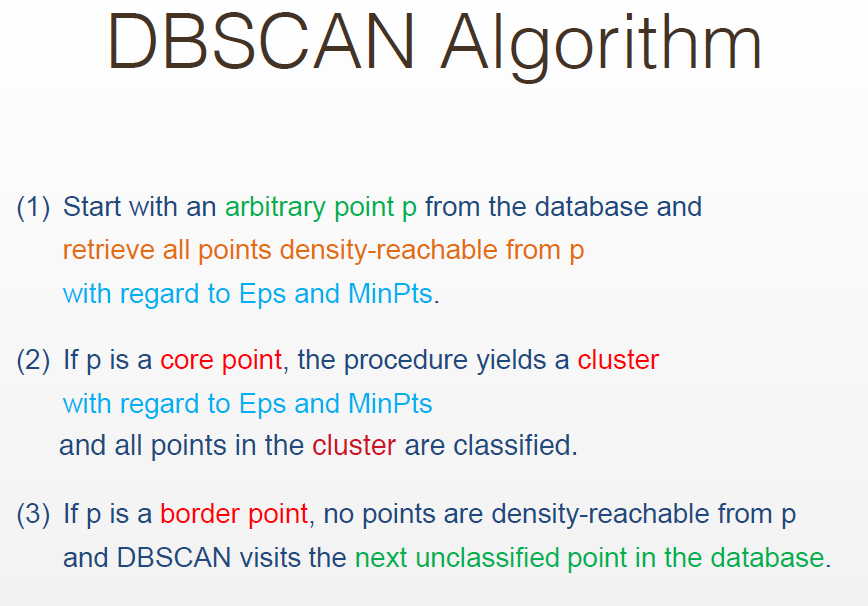 DBSCAN Algorithm
(1) Start with an arbitrary point p from the database and
retrieve all points density-reachable from p
with regard to Eps and MinPts.
(2) If p is a core point, the procedure yields a cluster
with regard to Eps and MinPts
and all points in the cluster are classified.
(3) If p is a border point, no points are density-reachable from p
and DBSCAN visits the next unclassified point in the database.